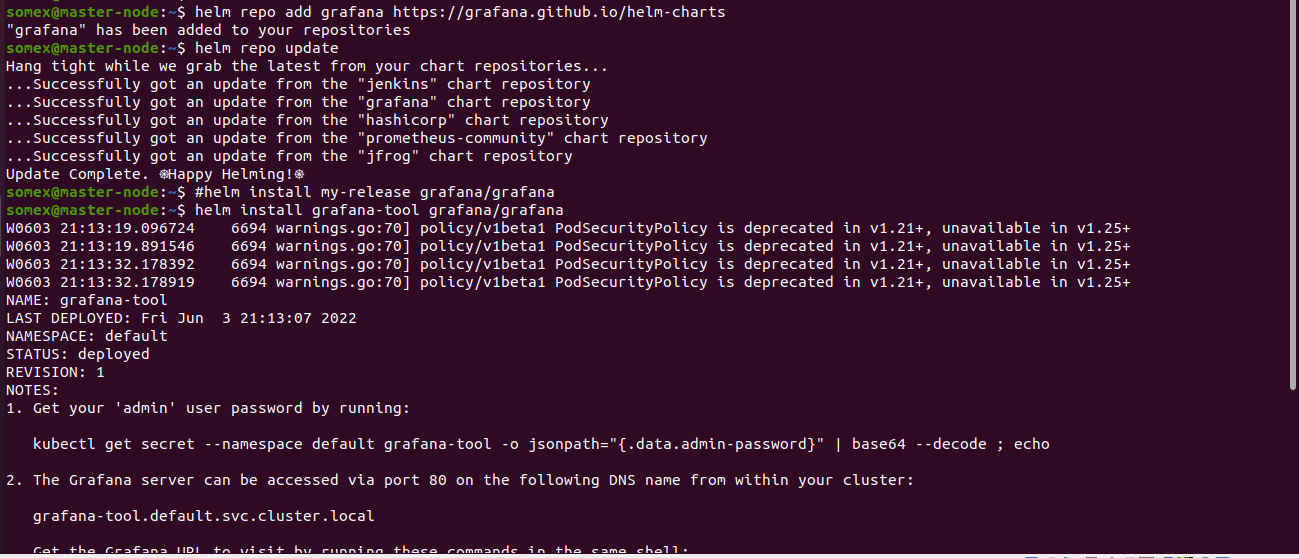 somex@master-node:~$ helm repo add grafana https://grafana.github.io/helm-charts
"grafana" has been added to your repositories
somex@master-node:~$ helm repo update
Hang tight while we grab the latest from your chart repositories...
...Successfully got an update from the "jenkins" chart repository
...Successfully got an update from the "grafana" chart repository
...Successfully got an update from the "hashicorp" chart repository
...Successfully got an update from the "prometheus-community" chart repository
...Successfully got an update from the "jfrog" chart repository
Update Complete. ⎈Happy Helming!⎈
somex@master-node:~$ #helm install my-release grafana/grafana
somex@master-node:~$ helm install grafana-tool grafana/grafana
W0603 21:13:19.096724    6694 warnings.go:70] policy/v1beta1 PodSecurityPolicy is deprecated in v1.21+, unavailable in v1.25+
W0603 21:13:19.891546    6694 warnings.go:70] policy/v1beta1 PodSecurityPolicy is deprecated in v1.21+, unavailable in v1.25+
W0603 21:13:32.178392    6694 warnings.go:70] policy/v1beta1 PodSecurityPolicy is deprecated in v1.21+, unavailable in v1.25+
W0603 21:13:32.178919    6694 warnings.go:70] policy/v1beta1 PodSecurityPolicy is deprecated in v1.21+, unavailable in v1.25+
NAME: grafana-tool
LAST DEPLOYED: Fri Jun  3 21:13:07 2022
NAMESPACE: default
STATUS: deployed
REVISION: 1
NOTES:
1. Get your 'admin' user password by running:
   kubectl get secret --namespace default grafana-tool -o jsonpath="{.data.admin-password}" | base64 --decode ; echo
2. The Grafana server can be accessed via port 80 on the following DNS name from within your cluster:
   grafana-tool.default.svc.cluster.local
   Get the Grafana URL to visit by running these commands in the same shell: